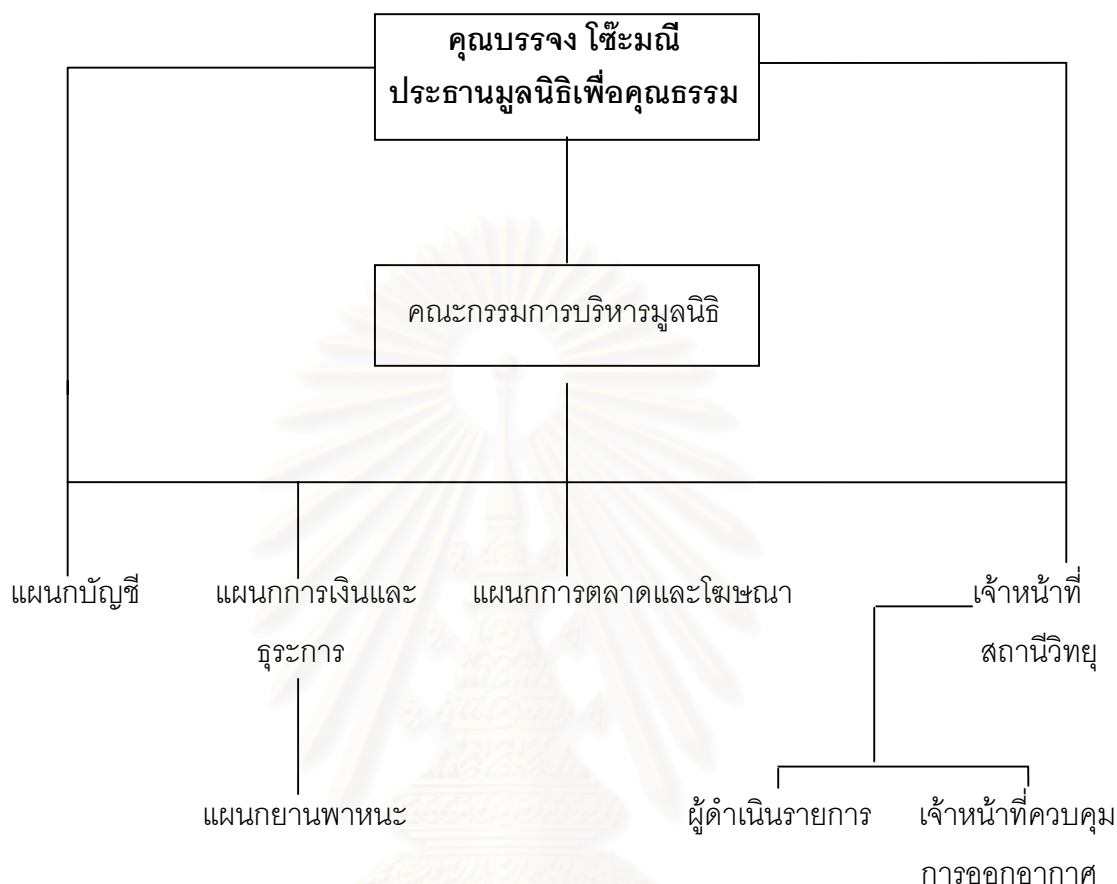 คุณบรรจง โซ๊ะมณี
ประธานมูลนิธิเพื่อคุณธรรม
คณะกรรมการบริหารมูลนิธิ
แผนกบัญชี
แผนกการเงินและ
ธุระการ
แผนกการตลาดและโฆษณา
เจ้าหน้าที่
สถานีวิทยุ
แผนกยานพาหนะ
ผู้ดำเนินรายการ
เจ้าหน้าที่ควบคุม
การออกอากาศ